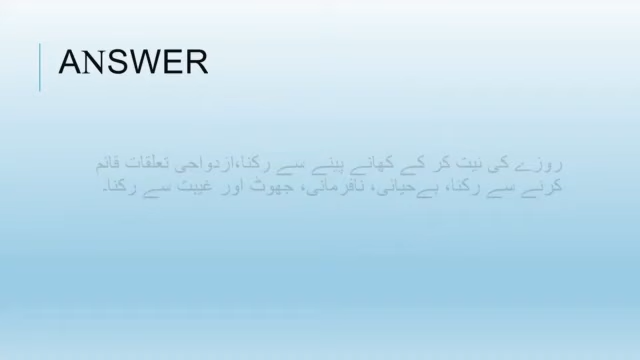 ANSWER
روزے کی نیت کر کے کھانے پینے سے رکنا،ازدواجی تعلقات قائم
کرنے سے رکنا، بےحیائی، نافرمانی، جھوٹ اور غیبت سے رکنا۔